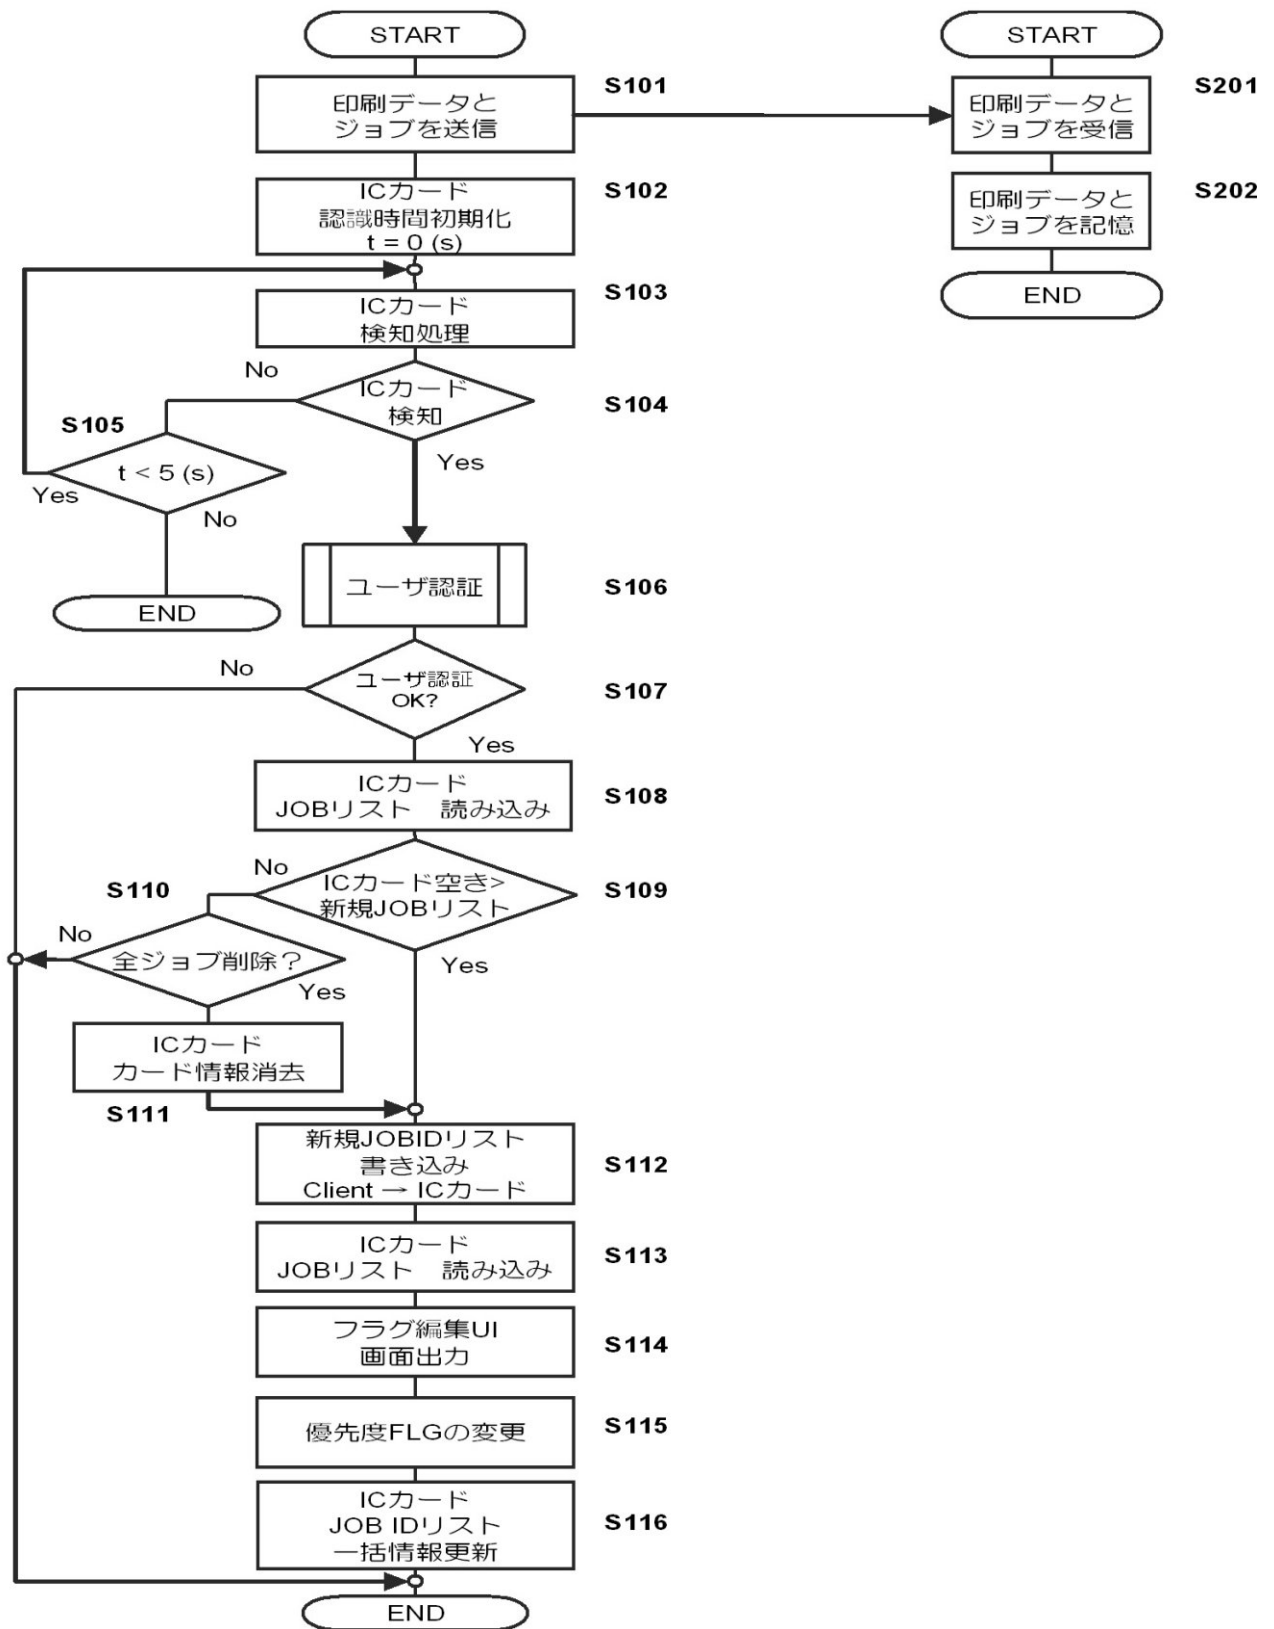 START
START
S101
印刷データと
ジョブを送信
S201
印刷データと
ジョブを受信
S102
ICカード
認識時間初期化
t = 0 (s)
S202
印刷データと
ジョブを記憶
END
S103
ICカード
検知処理
No
ICカード
検知
S104
S105
t < 5 (s)
Yes
Yes
No
ユーザ認証
S106
END
No
ユーザ認証
OK?
S107
Yes
ICカード
JOBリスト　読み込み
S108
No
ICカード空き>
新規JOBリスト
S109
S110
No
全ジョブ削除？
Yes
Yes
ICカード
カード情報消去
S111
新規JOBIDリスト
書き込み
Client → ICカード
S112
ICカード
JOBリスト　読み込み
S113
フラグ編集UI
画面出力
S114
優先度FLGの変更
S115
ICカード
JOB IDリスト
一括情報更新
S116
END